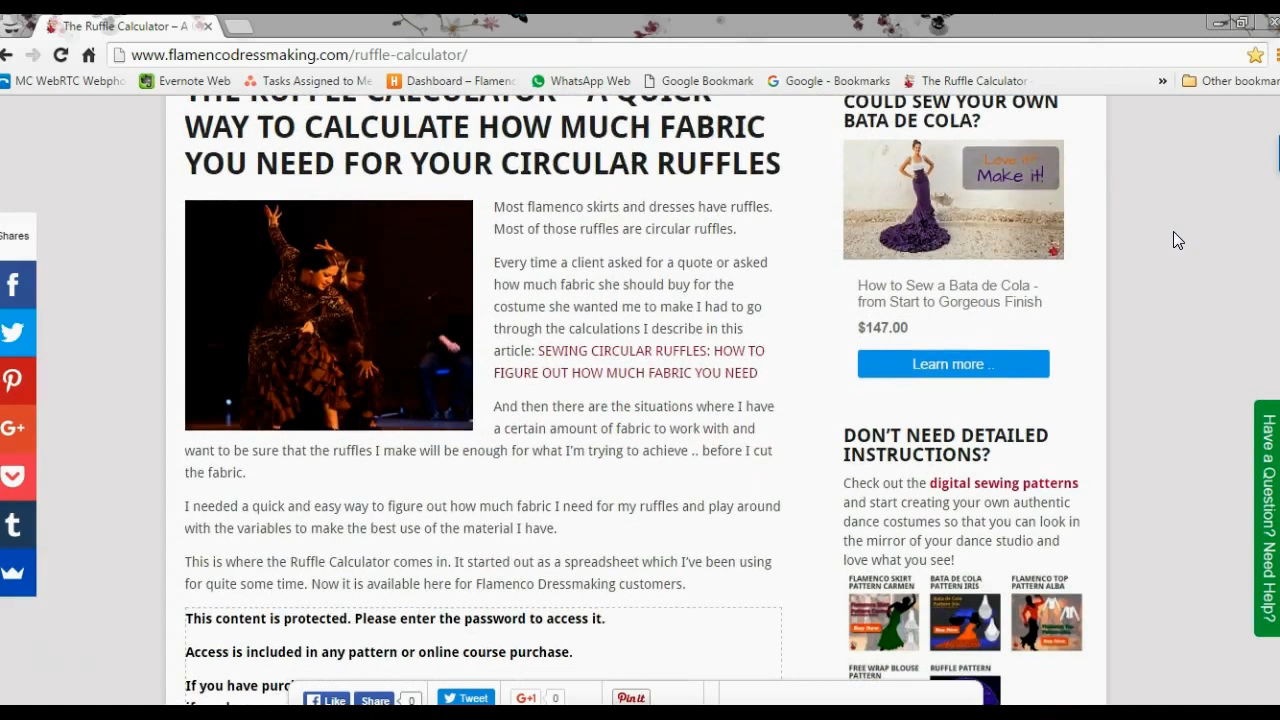 The Ruffle Calculator – A
www.flamencodressmaking.com/ruffle-calculator/
MC WebRTC Webpho
Evernote Web
Tasks Assigned to Me
Dashboard – Flamenc
WhatsApp Web
Google Bookmark
Google - Bookmarks
The Ruffle Calculator
»
Other bookmar
THE RUFFLE CALCULATOR – A QUICK
WAY TO CALCULATE HOW MUCH FABRIC
YOU NEED FOR YOUR CIRCULAR RUFFLES
Shares
Most flamenco skirts and dresses have ruffles.
Most of those ruffles are circular ruffles.
Every time a client asked for a quote or asked
how much fabric she should buy for the
costume she wanted me to make I had to go
through the calculations I describe in this
article: SEWING CIRCULAR RUFFLES: HOW TO
FIGURE OUT HOW MUCH FABRIC YOU NEED
And then there are the situations where I have
a certain amount of fabric to work with and
want to be sure that the ruffles I make will be enough for what I'm trying to achieve .. before I cut
the fabric.
I needed a quick and easy way to figure out how much fabric I need for my ruffles and play around
with the variables to make the best use of the material I have.
This is where the Ruffle Calculator comes in. It started out as a spreadsheet which I've been using
for quite some time. Now it is available here for Flamenco Dressmaking customers.
This content is protected. Please enter the password to access it.
Access is included in any pattern or online course purchase.
If you have purc
Like
Share
0
Tweet
G+1
0
Pin it
COULD SEW YOUR OWN
BATA DE COLA?
Love it?
Make it!
How to Sew a Bata de Cola -
from Start to Gorgeous Finish
$147.00
Learn more ..
DON'T NEED DETAILED
INSTRUCTIONS?
Check out the digital sewing patterns
and start creating your own authentic
dance costumes so that you can look in
the mirror of your dance studio and
love what you see!
FLAMENCO SKIRT
PATTERN CARMEN
BATA DE COLA
PATTERN IRIS
FLAMENCO TOP
PATTERN ALBA
FREE WRAP BLOUSE
PATTERN
RUFFLE PATTERN
Have a Question? Need Help?